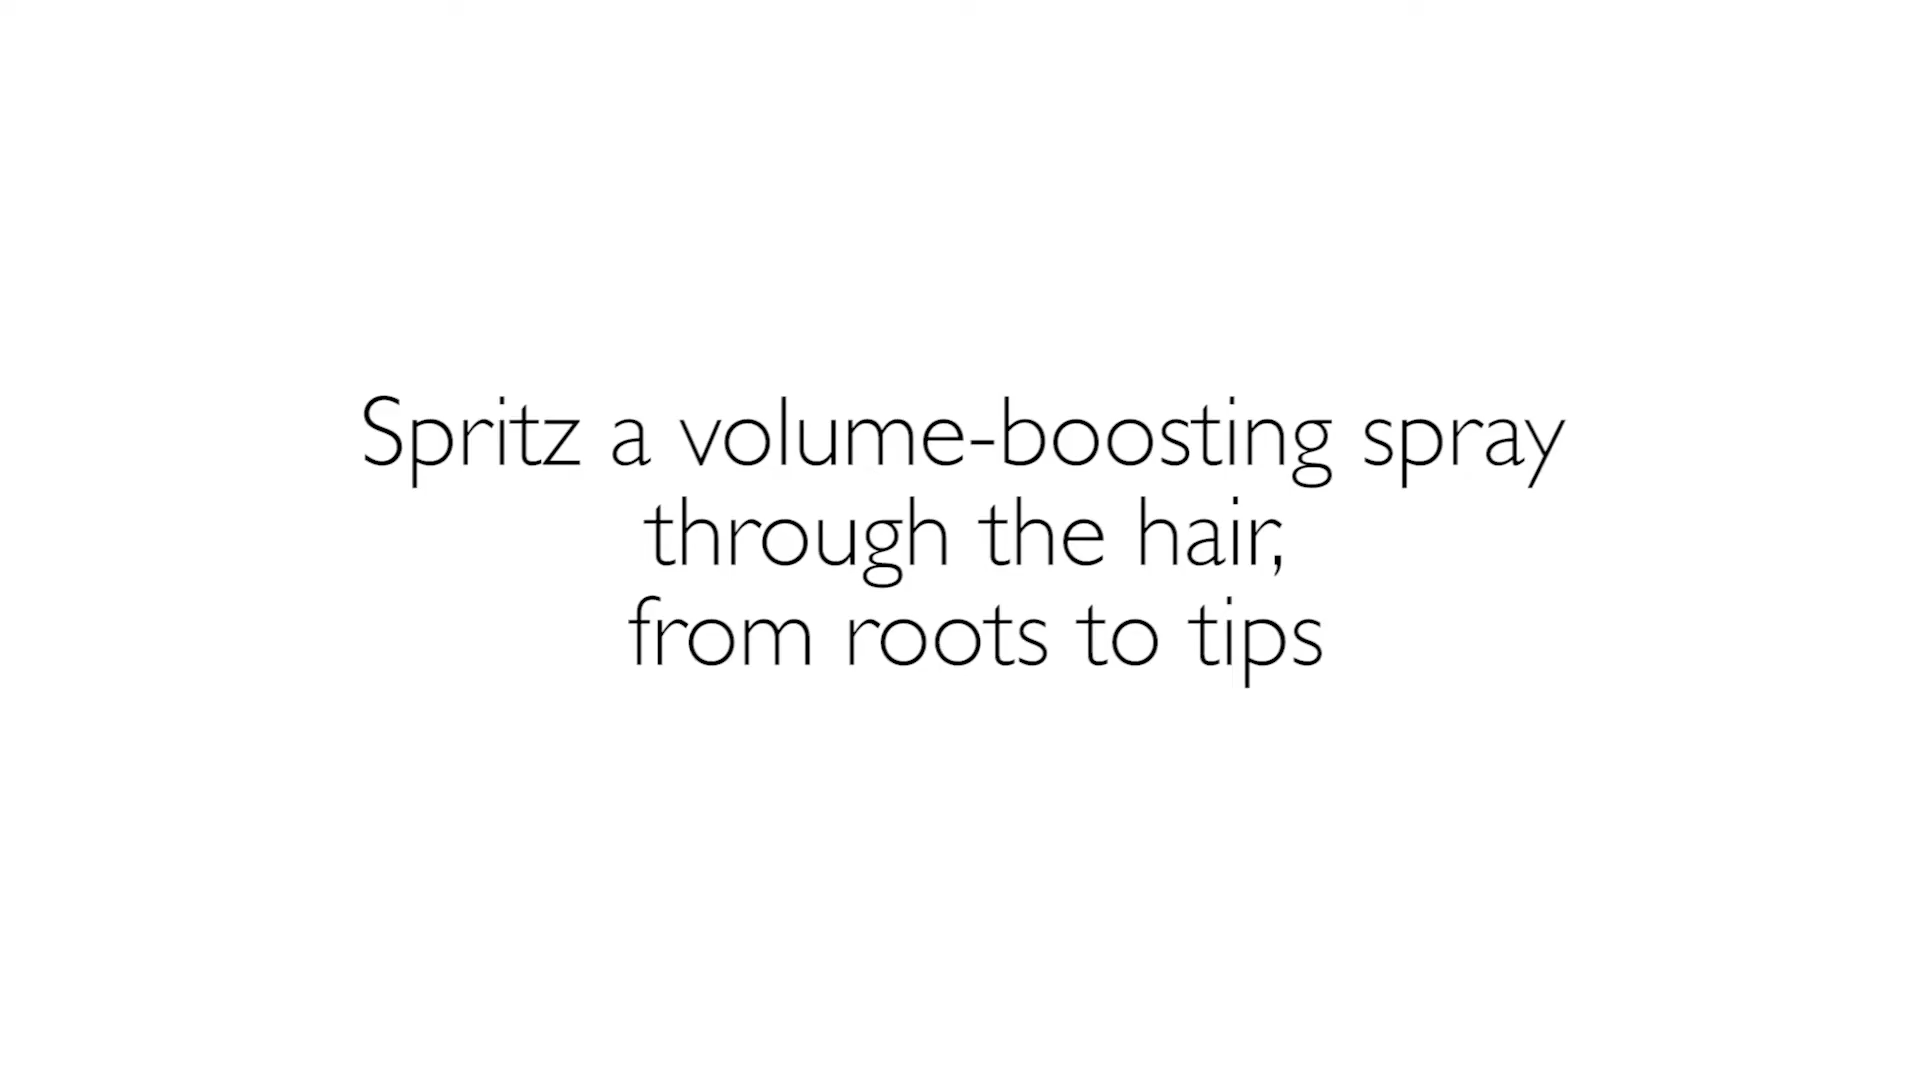 Spritz a volume-boosting spray
through the hair,
from roots to tips